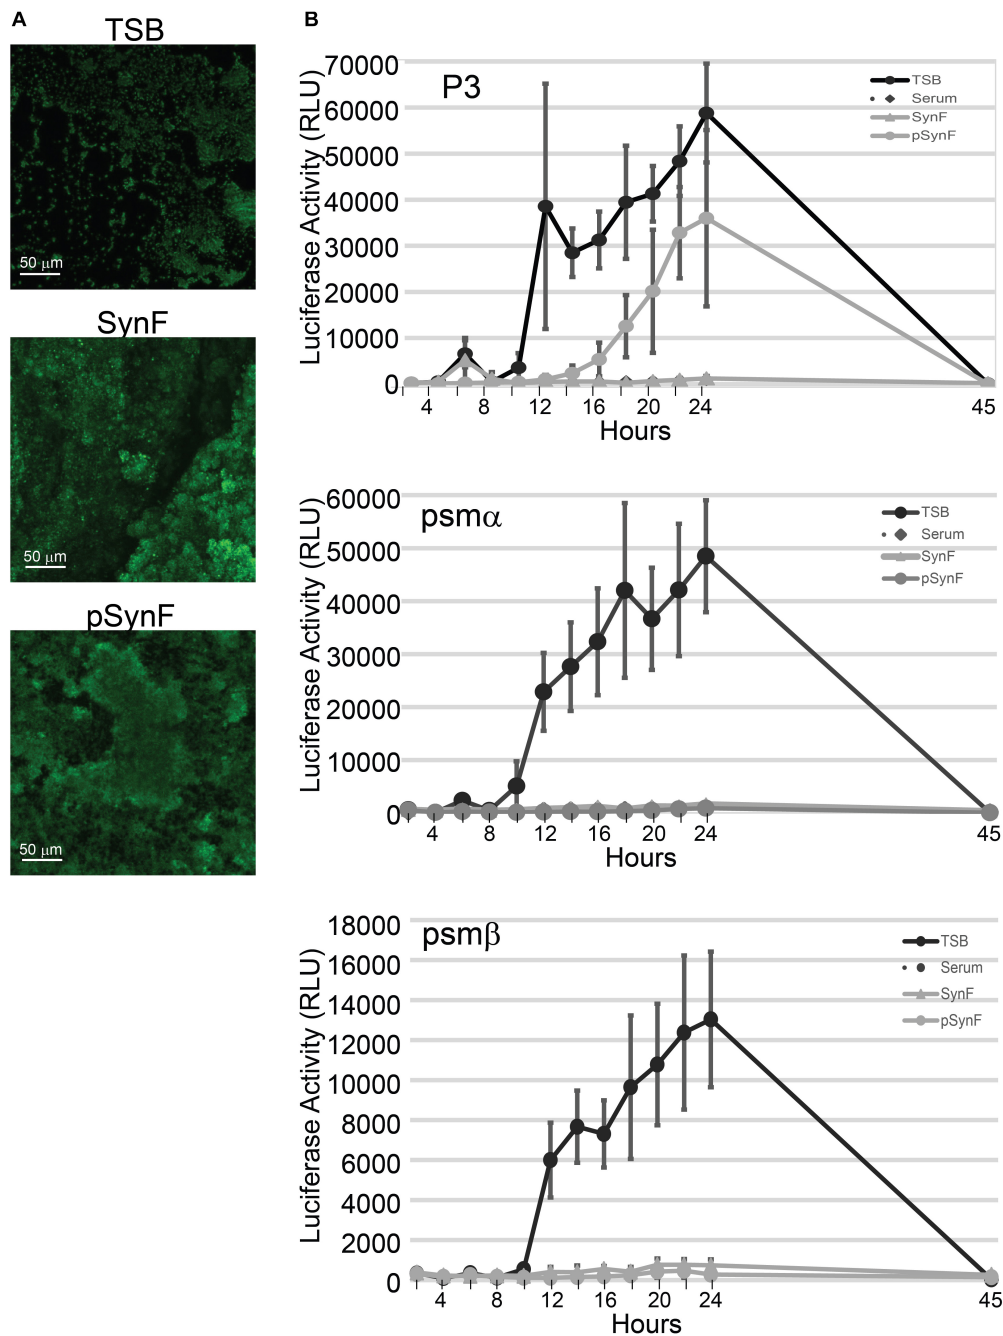 A
TSB
50 μm
SynF
50 μm
pSynF
50 μm
B
P3
Luciferase Activity (RLU)
70000
60000
50000
40000
30000
20000
10000
0
TSB
Serum
SynF
pSynF
4 8 12 16 20 24 45
Hours
psmα
Luciferase Activity (RLU)
60000
50000
40000
30000
20000
10000
0
TSB
Serum
SynF
pSynF
4 8 12 16 20 24 45
Hours
psmβ
Luciferase Activity (RLU)
18000
16000
14000
12000
10000
8000
6000
4000
2000
0
TSB
Serum
SynF
pSynF
4 8 12 16 20 24 45
Hours